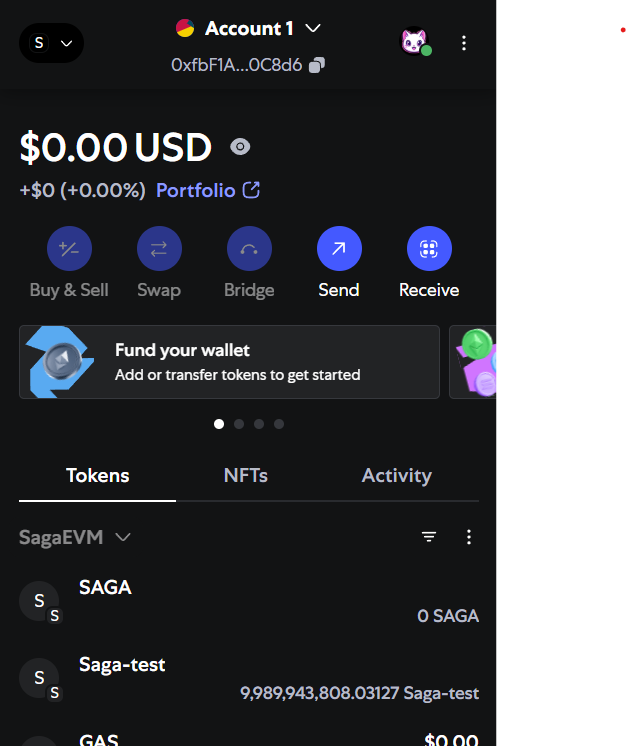 S
Account 1
0xfbF1A...0C8d6
$0.00 USD
+$0 (+0.00%) Portfolio
Buy & Sell Swap Bridge Send Receive
Fund your wallet
Add or transfer tokens to get started
Tokens NFTs Activity
SagaEVM
S S SAGA
0 SAGA
S S Saga-test
9,989,943,808.03127 Saga-test
GAS $0.00